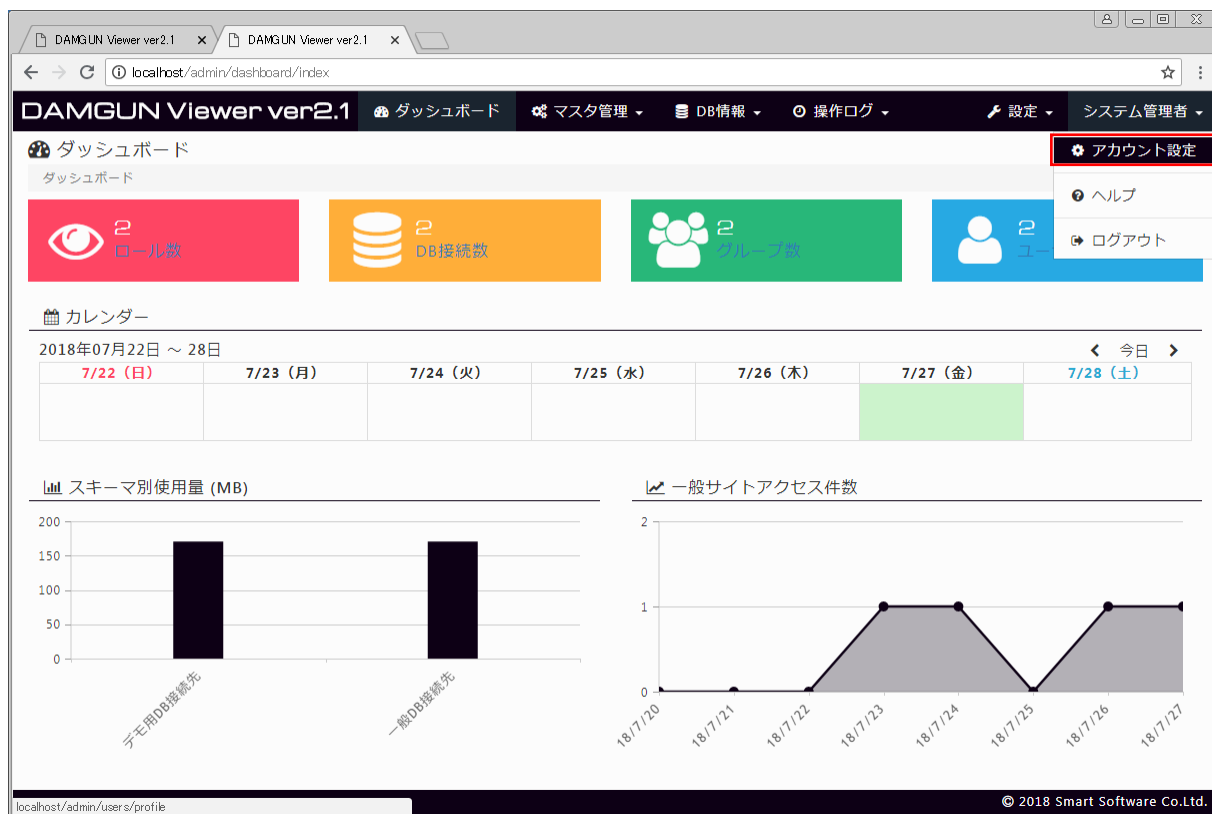 DAMGUN Viewer ver2.1
DAMGUN Viewer ver2.1
localhost/admin/dashboard/index
DAMGUN Viewer ver2.1
ダッシュボード
マスタ管理
DB情報
操作ログ
設定
システム管理者
ダッシュボード
アカウント設定
ダッシュボード
ヘルプ
ログアウト
2
ロール数
2
DB接続数
2
グループ数
2
ユー
カレンダー
2018年07月22日 ～ 28日
今日
7/22（日）
7/23（月）
7/24（火）
7/25（水）
7/26（木）
7/27（金）
7/28（土）
スキーマ別使用量 (MB)
200
150
100
50
0
デモ用DB接続先
一般DB接続先
一般サイトアクセス件数
2
1
0
18/7/20
18/7/21
18/7/22
18/7/23
18/7/24
18/7/25
18/7/26
18/7/27
localhost/admin/users/profile
© 2018 Smart Software Co.Ltd.